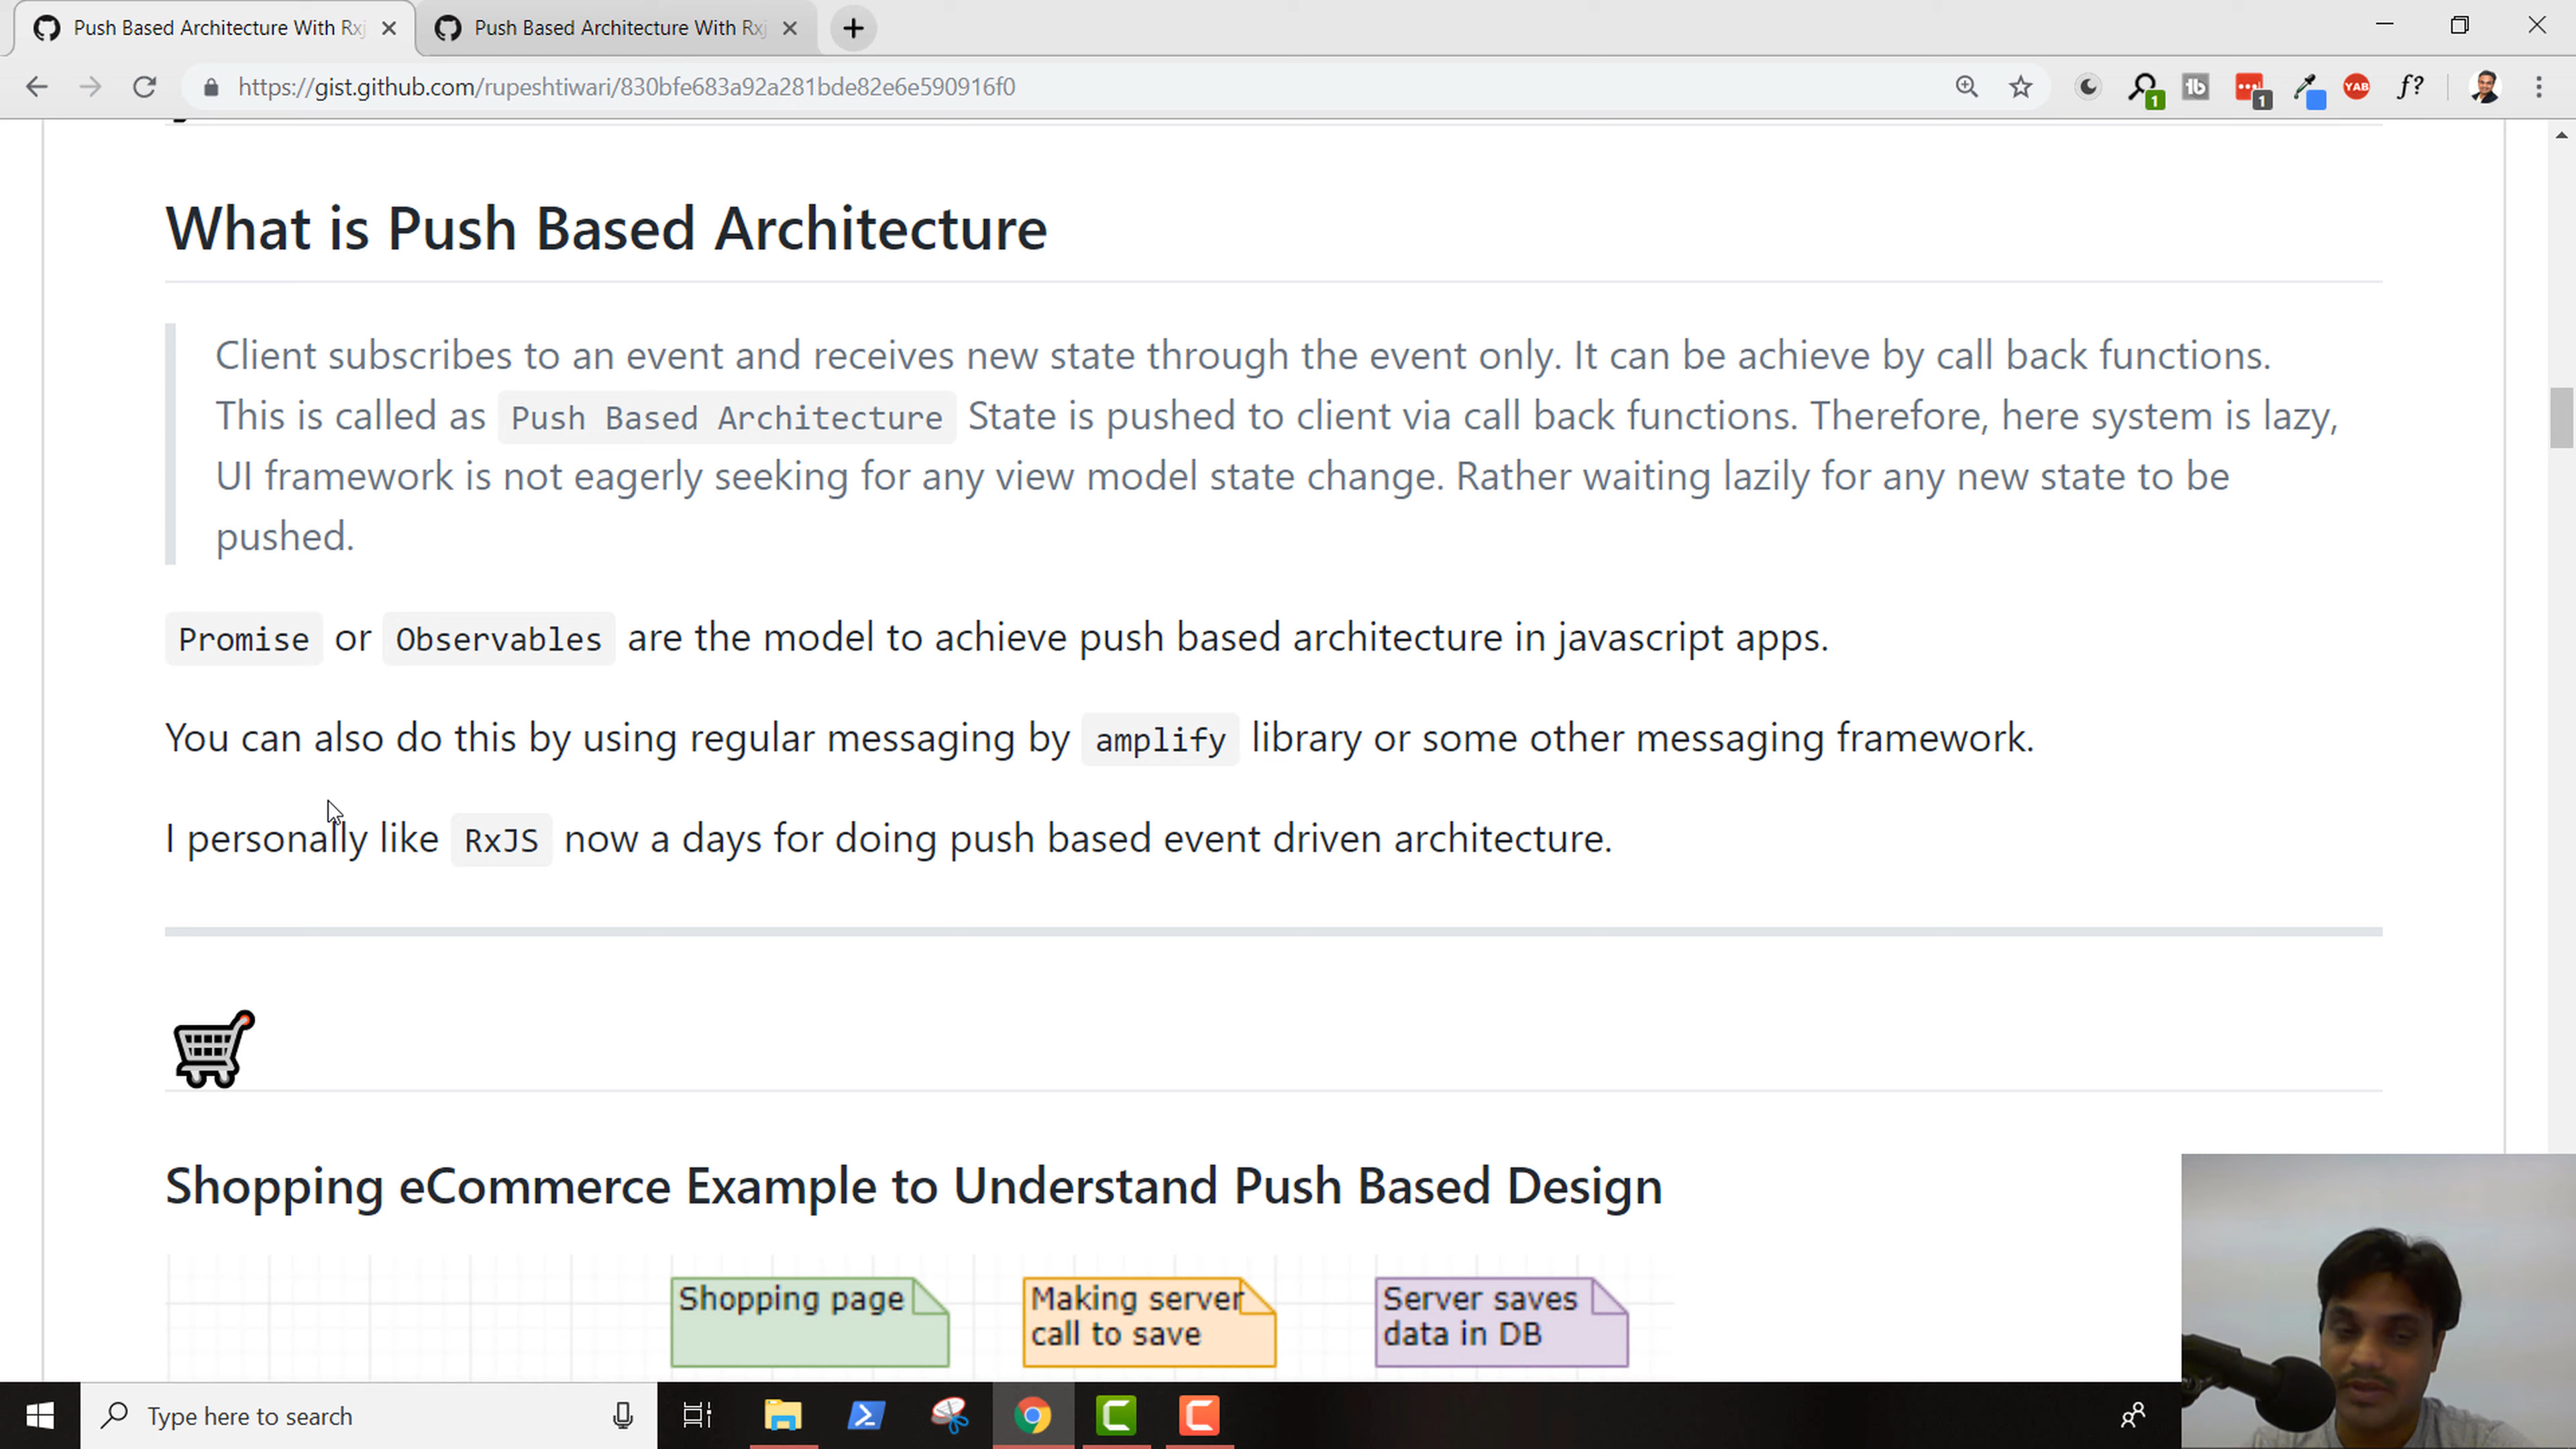 Push Based Architecture With Rxj
Push Based Architecture With Rxj
https://gist.github.com/rupeshtiwari/830bfe683a92a281bde82e6e590916f0
1
1
YAB
f?
What is Push Based Architecture
Client subscribes to an event and receives new state through the event only. It can be achieve by call back functions.
This is called as Push Based Architecture State is pushed to client via call back functions. Therefore, here system is lazy,
UI framework is not eagerly seeking for any view model state change. Rather waiting lazily for any new state to be
pushed.
Promise or Observables are the model to achieve push based architecture in javascript apps.
You can also do this by using regular messaging by amplify library or some other messaging framework.
I personally like RxJS now a days for doing push based event driven architecture.
Shopping eCommerce Example to Understand Push Based Design
Shopping page
Making server
call to save
Server saves
data in DB
Type here to search